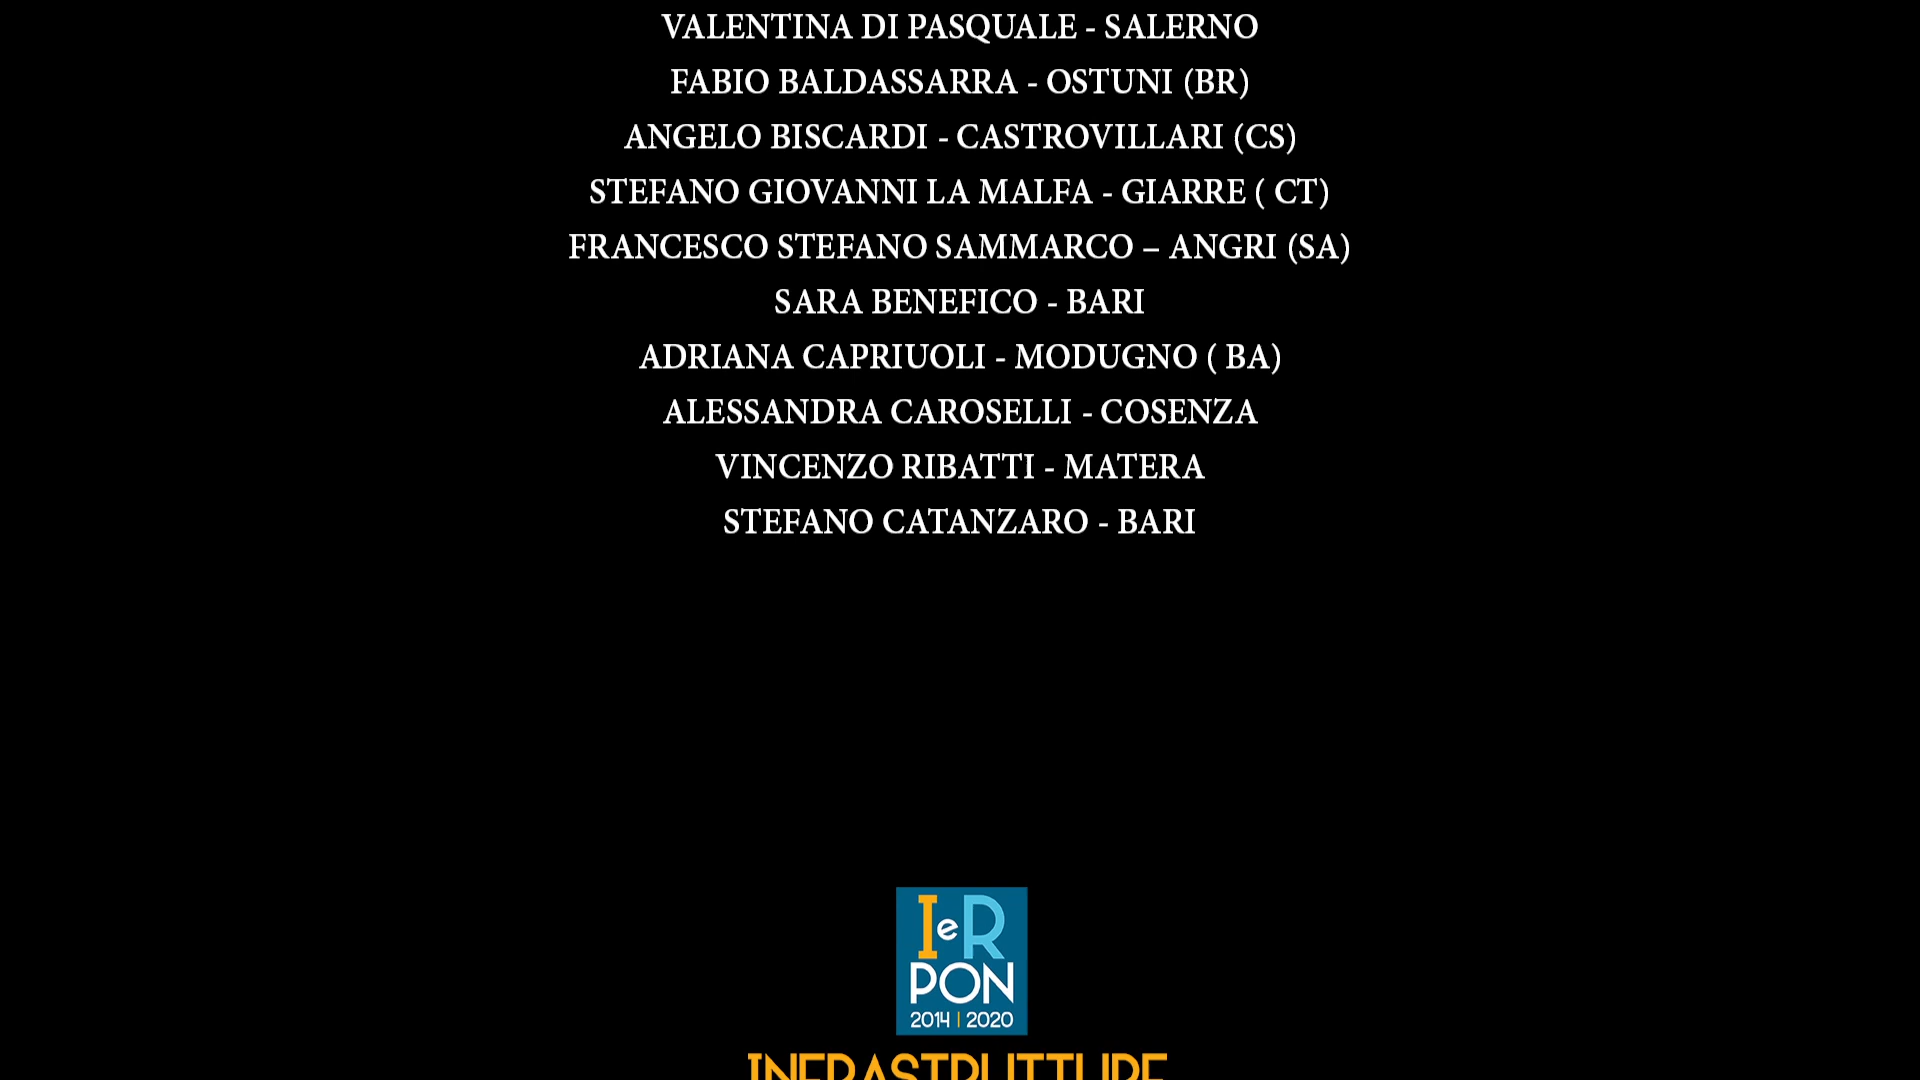 VALENTINA DI PASQUALE - SALERNO
FABIO BALDASSARRA - OSTUNI (BR)
ANGELO BISCARDI - CASTROVILLARI (CS)
STEFANO GIOVANNI LA MALFA - GIARRE ( CT)
FRANCESCO STEFANO SAMMARCO – ANGRI (SA)
SARA BENEFICO - BARI
ADRIANA CAPRIUOLI - MODUGNO ( BA)
ALESSANDRA CAROSELLI - COSENZA
VINCENZO RIBATTI - MATERA
STEFANO CATANZARO - BARI
IeR
PON
2014 | 2020
INFRASTRUTTURE